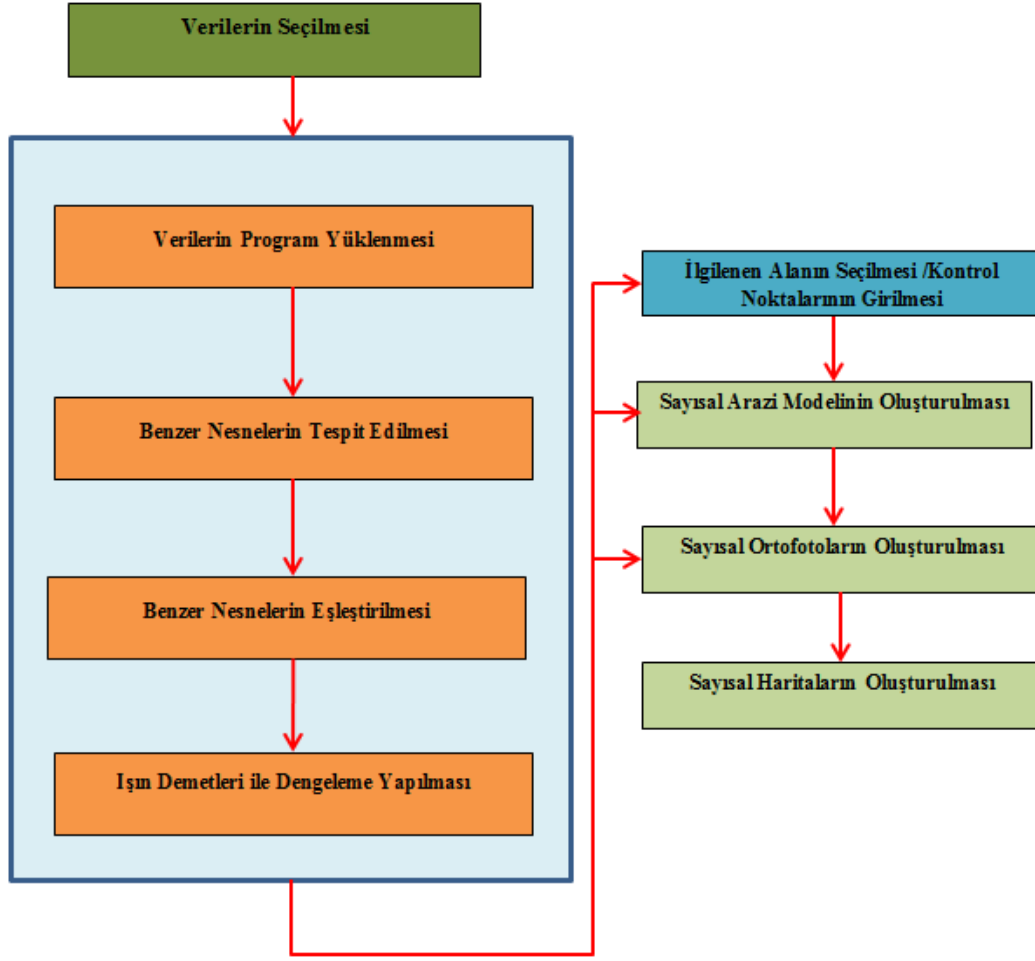 Verilerin Seçilmesi
Verilerin Program Yüklenmesi
Benzer Nesnelerin Tespit Edilmesi
Benzer Nesnelerin Eşleştirilmesi
Işın Demetleri ile Dengeleme Yapılması
İlgilenen Alanın Seçilmesi /Kontrol
Noktalarının Girilmesi
Sayısal Arazi Modelinin Oluşturulması
Sayısal Ortofotoların Oluşturulması
Sayısal Haritaların Oluşturulması